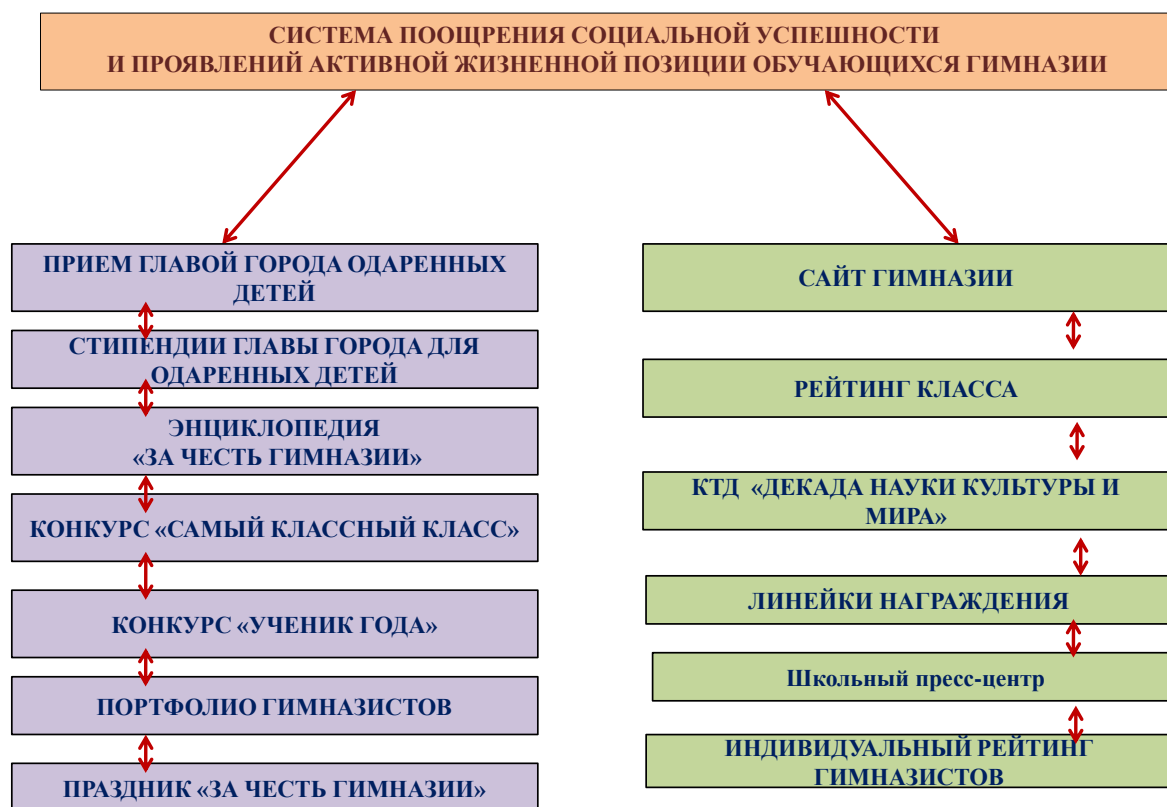 СИСТЕМА ПООЩРЕНИЯ СОЦИАЛЬНОЙ УСПЕШНОСТИ
И ПРОЯВЛЕНИЙ АКТИВНОЙ ЖИЗНЕННОЙ ПОЗИЦИИ ОБУЧАЮЩИХСЯ ГИМНАЗИИ
ПРИЕМ ГЛАВОЙ ГОРОДА ОДАРЕННЫХ
ДЕТЕЙ
СТИПЕНДИИ ГЛАВЫ ГОРОДА ДЛЯ
ОДАРЕННЫХ ДЕТЕЙ
ЭНЦИКЛОПЕДИЯ
«ЗА ЧЕСТЬ ГИМНАЗИИ»
КОНКУРС «САМЫЙ КЛАССНЫЙ КЛАСС»
КОНКУРС «УЧЕНИК ГОДА»
ПОРТФОЛИО ГИМНАЗИСТОВ
ПРАЗДНИК «ЗА ЧЕСТЬ ГИМНАЗИИ»
САЙТ ГИМНАЗИИ
РЕЙТИНГ КЛАССА
КТД «ДЕКАДА НАУКИ КУЛЬТУРЫ И
МИРА»
ЛИНЕЙКИ НАГРАЖДЕНИЯ
Школьный пресс-центр
ИНДИВИДУАЛЬНЫЙ РЕЙТИНГ
ГИМНАЗИСТОВ